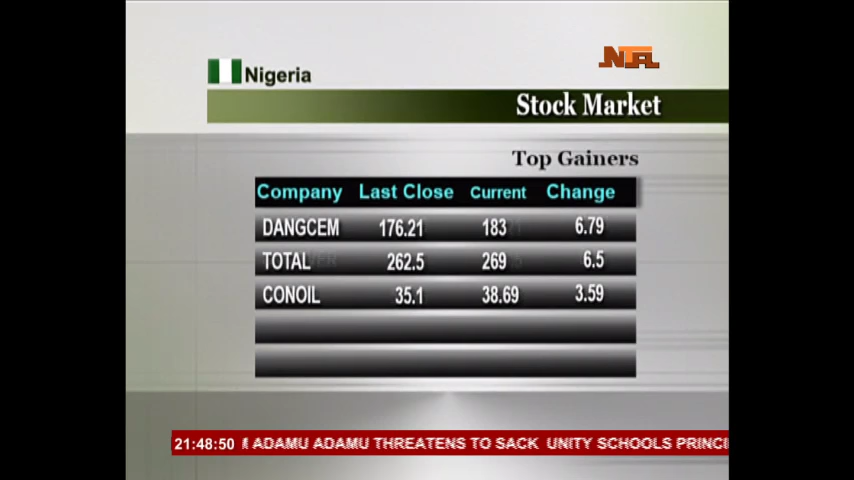 NTA
Nigeria
Stock Market
Top Gainers
Company Last Close Current Change
DANGCEM 176.21 183 6.79
TOTAL 262.5 269 6.5
CONOIL 35.1 38.69 3.59
21:48:50 ADAMU ADAMU THREATENS TO SACK UNITY SCHOOLS